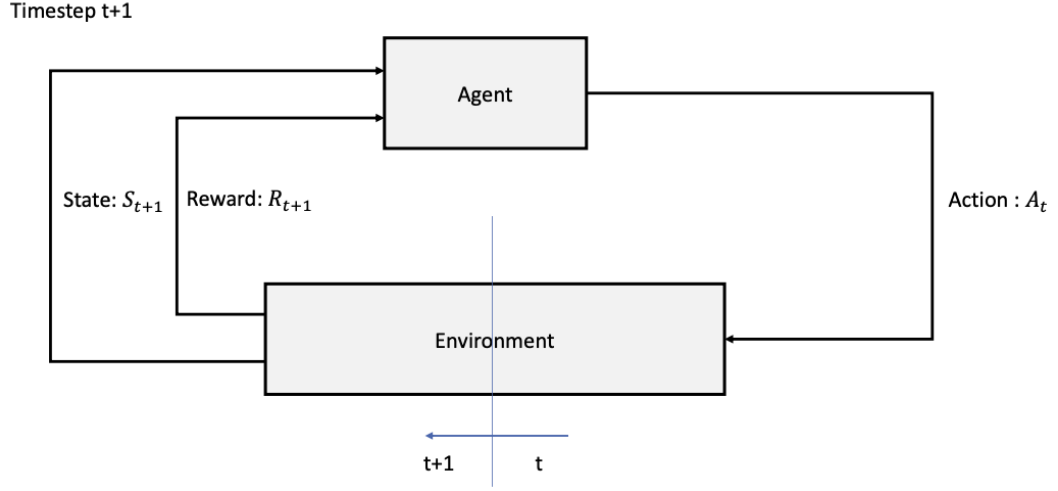 Timestep t+1
Agent
State: S_{t+1}
Reward: R_{t+1}
Action : A_t
Environment
t+1
t